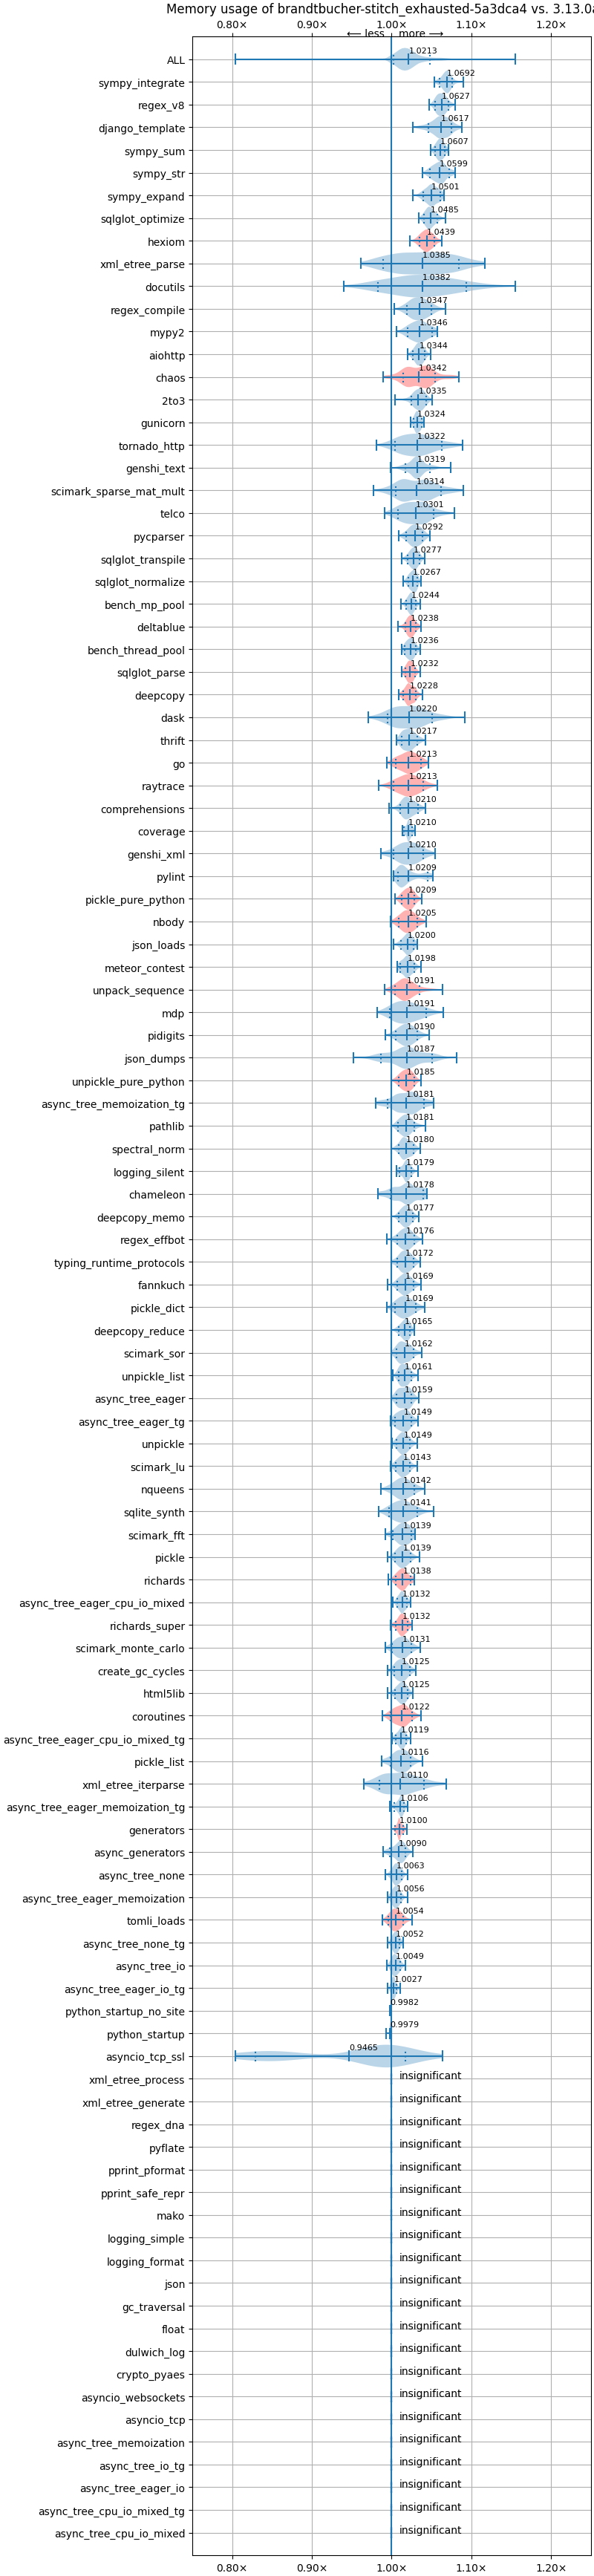 Memory usage of brandtbucher-stitch_exhausted-5a3dca4 vs. 3.13.0a
0.80× 0.90× 1.00× 1.10× 1.20×
⟵ less more ⟶
ALL 1.0213
sympy_integrate 1.0692
regex_v8 1.0627
django_template 1.0617
sympy_sum 1.0607
sympy_str 1.0599
sympy_expand 1.0501
sqlglot_optimize 1.0485
hexiom 1.0439
xml_etree_parse 1.0385
docutils 1.0382
regex_compile 1.0347
mypy2 1.0346
aiohttp 1.0344
chaos 1.0342
2to3 1.0335
gunicorn 1.0324
tornado_http 1.0322
genshi_text 1.0319
scimark_sparse_mat_mult 1.0314
telco 1.0301
pycparser 1.0292
sqlglot_transpile 1.0277
sqlglot_normalize 1.0267
bench_mp_pool 1.0244
deltablue 1.0238
bench_thread_pool 1.0236
sqlglot_parse 1.0232
deepcopy 1.0228
dask 1.0220
thrift 1.0217
go 1.0213
raytrace 1.0213
comprehensions 1.0210
coverage 1.0210
genshi_xml 1.0210
pylint 1.0209
pickle_pure_python 1.0209
nbody 1.0205
json_loads 1.0200
meteor_contest 1.0198
unpack_sequence 1.0191
mdp 1.0191
pidigits 1.0190
json_dumps 1.0187
unpickle_pure_python 1.0185
async_tree_memoization_tg 1.0181
pathlib 1.0181
spectral_norm 1.0180
logging_silent 1.0179
chameleon 1.0178
deepcopy_memo 1.0177
regex_effbot 1.0176
typing_runtime_protocols 1.0172
fannkuch 1.0169
pickle_dict 1.0169
deepcopy_reduce 1.0165
scimark_sor 1.0162
unpickle_list 1.0161
async_tree_eager 1.0159
async_tree_eager_tg 1.0149
unpickle 1.0149
scimark_lu 1.0143
nqueens 1.0142
sqlite_synth 1.0141
scimark_fft 1.0139
pickle 1.0139
richards 1.0138
async_tree_eager_cpu_io_mixed 1.0132
richards_super 1.0132
scimark_monte_carlo 1.0131
create_gc_cycles 1.0125
html5lib 1.0125
coroutines 1.0122
async_tree_eager_cpu_io_mixed_tg 1.0119
pickle_list 1.0116
xml_etree_iterparse 1.0110
async_tree_eager_memoization_tg 1.0106
generators 1.0100
async_generators 1.0090
async_tree_none 1.0063
async_tree_eager_memoization 1.0056
tomli_loads 1.0054
async_tree_none_tg 1.0052
async_tree_io 1.0049
async_tree_eager_io_tg 1.0027
python_startup_no_site 0.9982
python_startup 0.9979
asyncio_tcp_ssl 0.9465
xml_etree_process insignificant
xml_etree_generate insignificant
regex_dna insignificant
pyflate insignificant
pprint_pformat insignificant
pprint_safe_repr insignificant
mako insignificant
logging_simple insignificant
logging_format insignificant
json insignificant
gc_traversal insignificant
float insignificant
dulwich_log insignificant
crypto_pyaes insignificant
asyncio_websockets insignificant
asyncio_tcp insignificant
async_tree_memoization insignificant
async_tree_io_tg insignificant
async_tree_eager_io insignificant
async_tree_cpu_io_mixed_tg insignificant
async_tree_cpu_io_mixed insignificant
0.80× 0.90× 1.00× 1.10× 1.20×